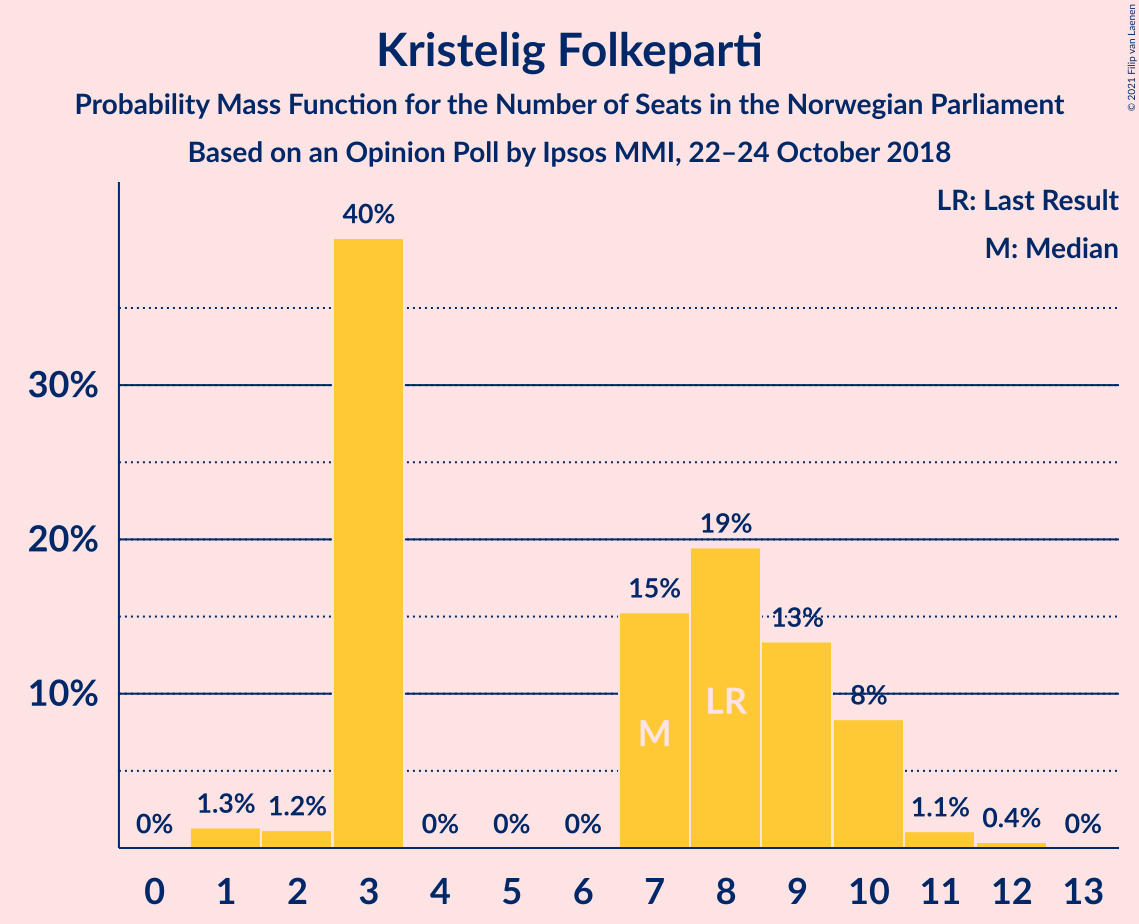 Kristelig Folkeparti
Probability Mass Function for the Number of Seats in the Norwegian Parliament
Based on an Opinion Poll by Ipsos MMI, 22–24 October 2018
© 2021 Filip van Laenen
LR: Last Result
M: Median
40%
30%
20%
10%
0%
1.3%
1.2%
0%
0%
0%
15%
19%
13%
8%
1.1%
0.4%
0%
M
LR
0 1 2 3 4 5 6 7 8 9 10 11 12 13